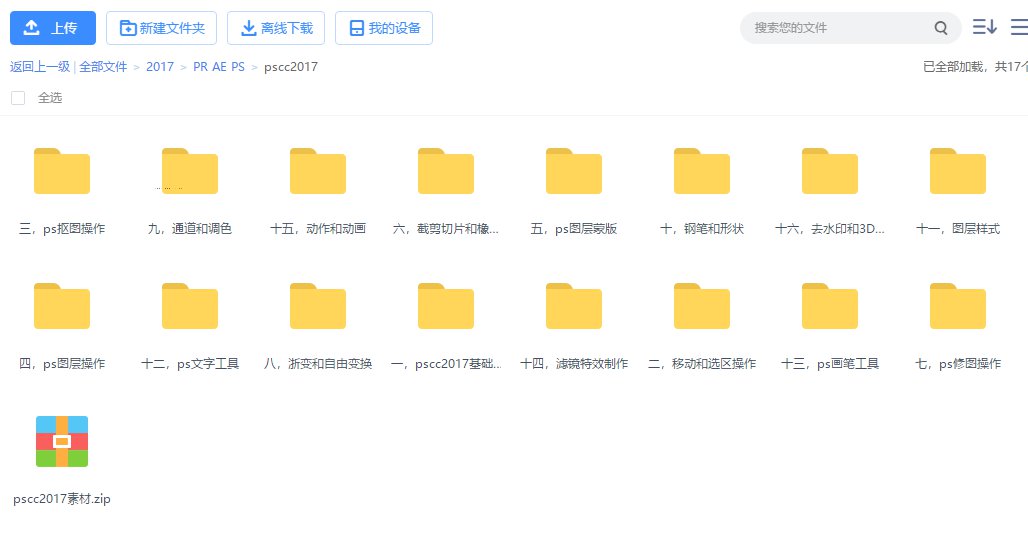 上传 新建文件夹 离线下载 我的设备 搜索您的文件
返回上一级 | 全部文件 > 2017 > PR AE PS > pscc2017 已全部加载，共17个
全选
三，ps抠图操作 九，通道和调色 十五，动作和动画 六，裁剪切片和橡... 五，ps图层蒙版 十，钢笔和形状 十六，去水印和3D... 十一，图层样式
四，ps图层操作 十二，ps文字工具 八，渐变和自由变换 一，pscc2017基础... 十四，滤镜特效制作 二，移动和选区操作 十三，ps画笔工具 七，ps修图操作
pscc2017素材.zip